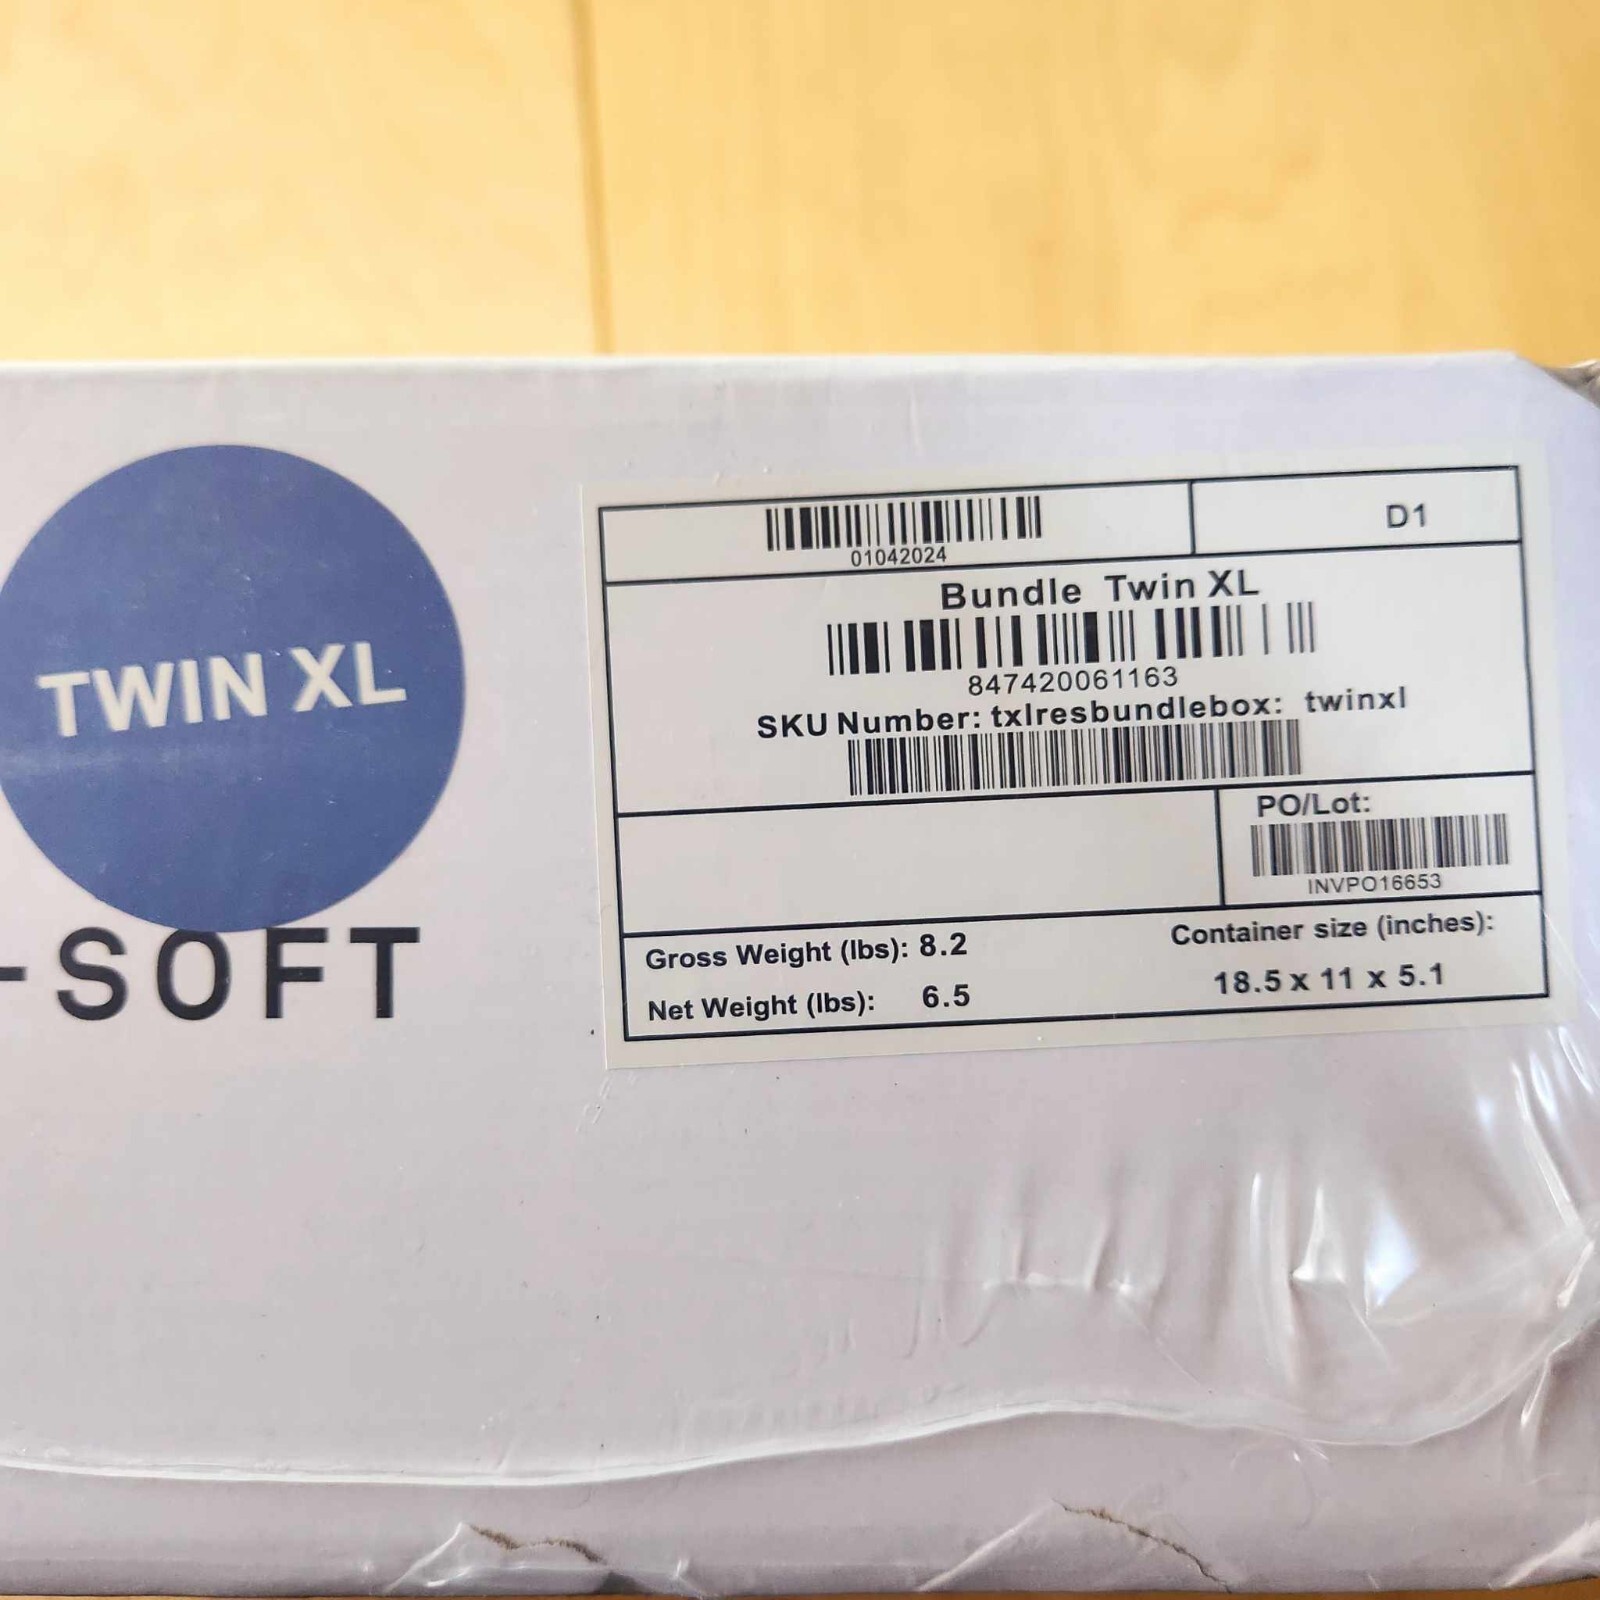 TWIN XL
-SOFT
01042024
D1
Bundle Twin XL
847420061163
SKU Number: txlresbundlebox: twinxl
PO/Lot:
INVPO16653
Gross Weight (lbs): 8.2
Net Weight (lbs): 6.5
Container size (inches):
18.5 x 11 x 5.1